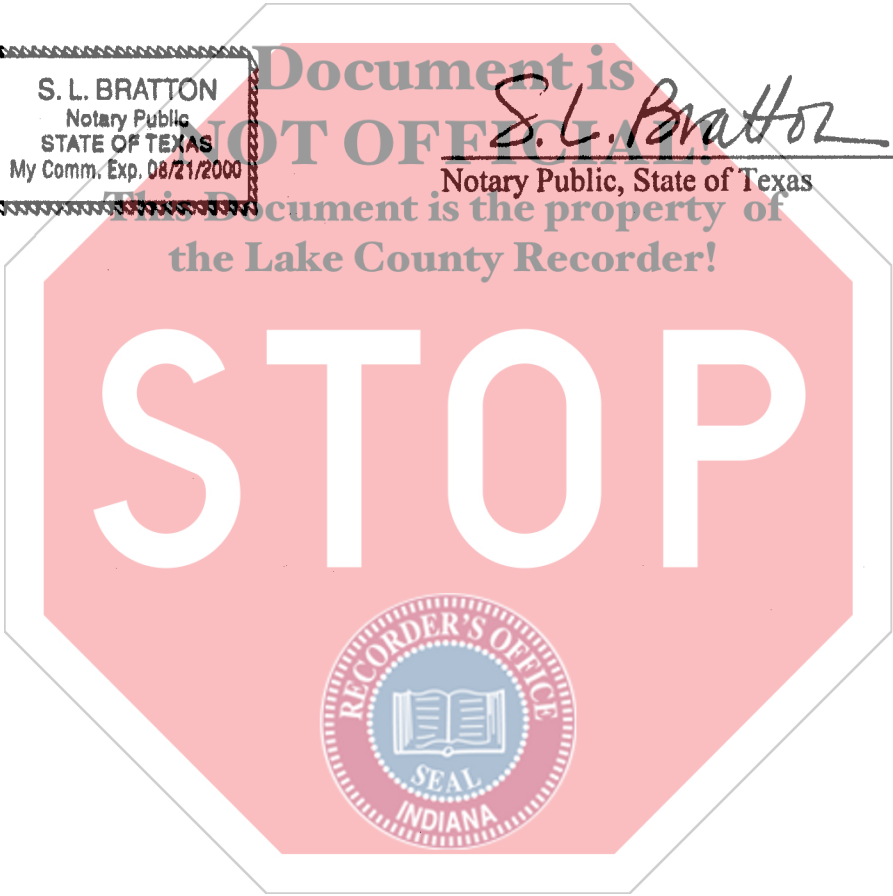 S. L. BRATTON
Notary Public
STATE OF TEXAS
My Comm. Exp. 08/21/2000
S. L. Bratton
Notary Public, State of Texas
Document is
NOT OFFICIAL!
This Document is the property of
the Lake County Recorder!
STOP
RECORDER'S OFFICE
SEAL
INDIANA